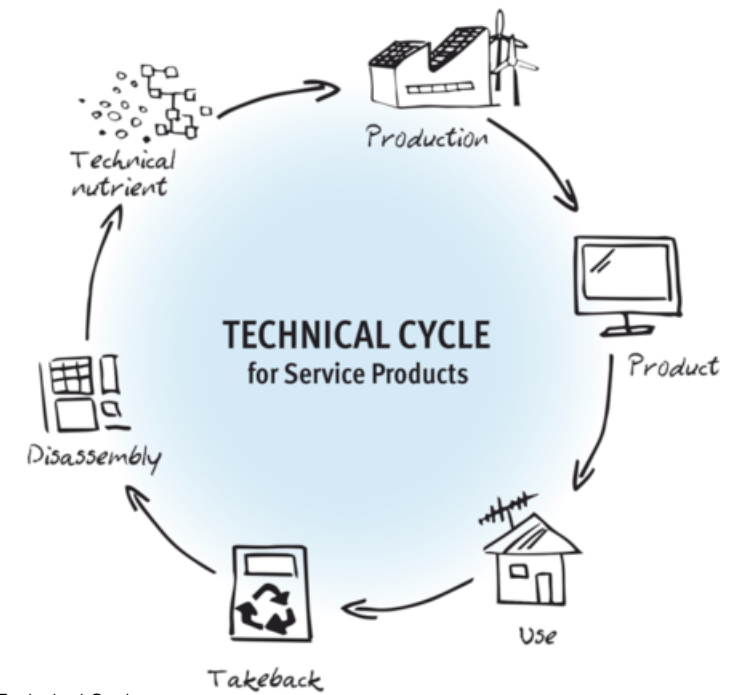 Production
Technical
nutrient
TECHNICAL CYCLE
for Service Products
Product
Disassembly
Use
Takeback